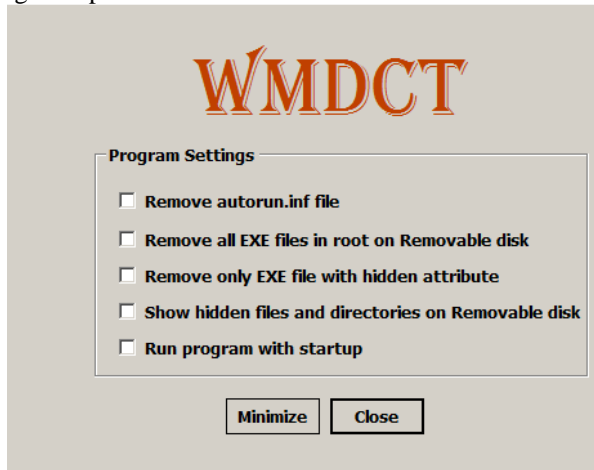 WMDCT
Program Settings
Remove autorun.inf file
Remove all EXE files in root on Removable disk
Remove only EXE file with hidden attribute
Show hidden files and directories on Removable disk
Run program with startup
Minimize Close